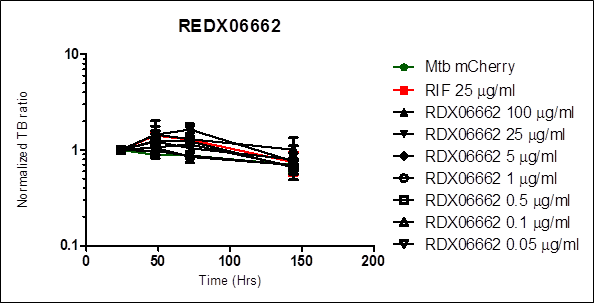 REDX06662
Normalized TB ratio
10
1
0.1
0 50 100 150 200
Time (Hrs)
Mtb mCherry
RIF 25 µg/ml
RDX06662 100 µg/ml
RDX06662 25 µg/ml
RDX06662 5 µg/ml
RDX06662 1 µg/ml
RDX06662 0.5 µg/ml
RDX06662 0.1 µg/ml
RDX06662 0.05 µg/ml